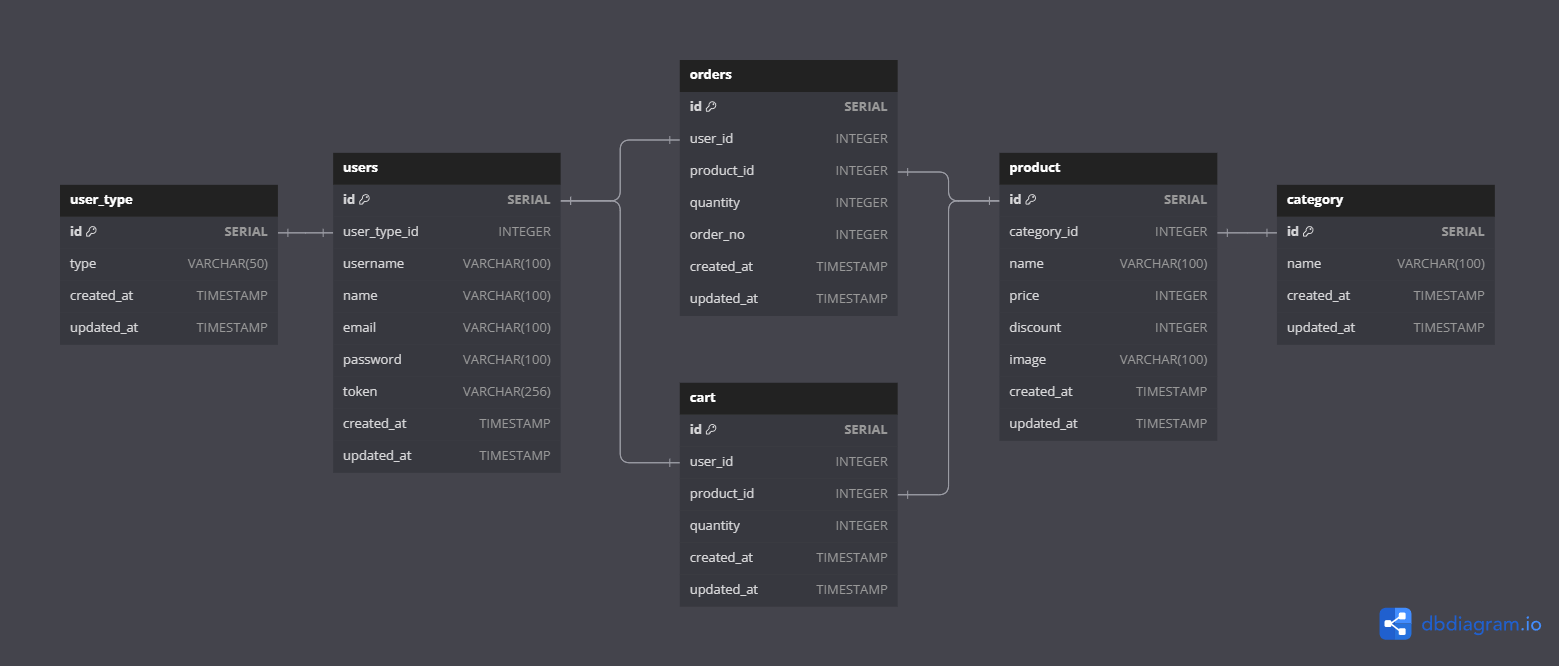 user_type
id SERIAL
type VARCHAR(50)
created_at TIMESTAMP
updated_at TIMESTAMP
users
id SERIAL
user_type_id INTEGER
username VARCHAR(100)
name VARCHAR(100)
email VARCHAR(100)
password VARCHAR(100)
token VARCHAR(256)
created_at TIMESTAMP
updated_at TIMESTAMP
orders
id SERIAL
user_id INTEGER
product_id INTEGER
quantity INTEGER
order_no INTEGER
created_at TIMESTAMP
updated_at TIMESTAMP
cart
id SERIAL
user_id INTEGER
product_id INTEGER
quantity INTEGER
created_at TIMESTAMP
updated_at TIMESTAMP
product
id SERIAL
category_id INTEGER
name VARCHAR(100)
price INTEGER
discount INTEGER
image VARCHAR(100)
created_at TIMESTAMP
updated_at TIMESTAMP
category
id SERIAL
name VARCHAR(100)
created_at TIMESTAMP
updated_at TIMESTAMP
dbdiagram.io